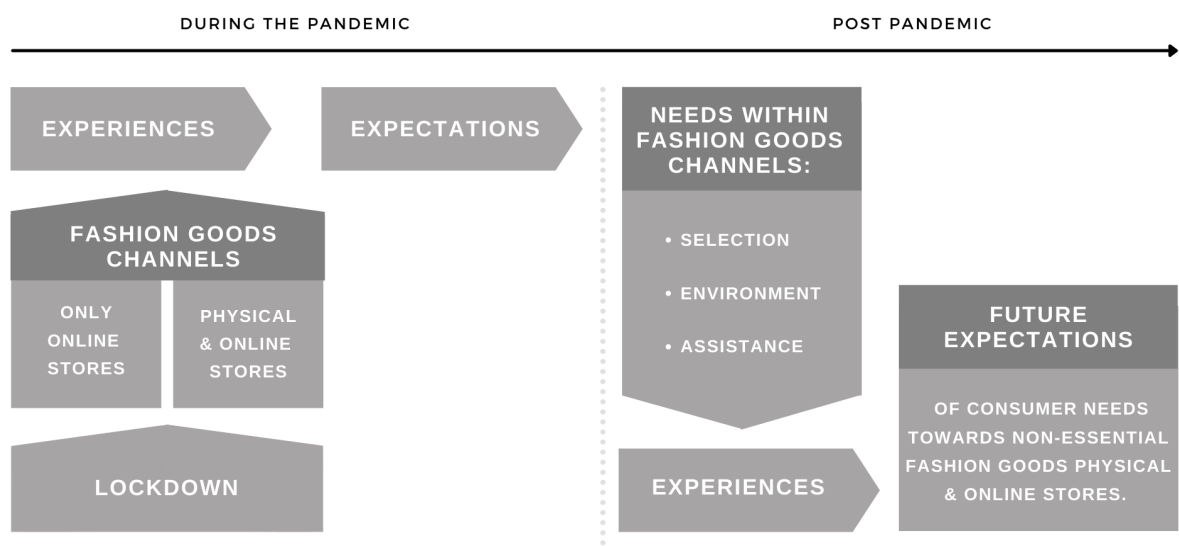 DURING THE PANDEMIC
POST PANDEMIC
EXPERIENCES
EXPECTATIONS
FASHION GOODS
CHANNELS
ONLY
ONLINE
STORES
PHYSICAL
& ONLINE
STORES
LOCKDOWN
NEEDS WITHIN
FASHION GOODS
CHANNELS:
• SELECTION
• ENVIRONMENT
• ASSISTANCE
EXPERIENCES
FUTURE
EXPECTATIONS
OF CONSUMER NEEDS
TOWARDS NON-ESSENTIAL
FASHION GOODS PHYSICAL
& ONLINE STORES.